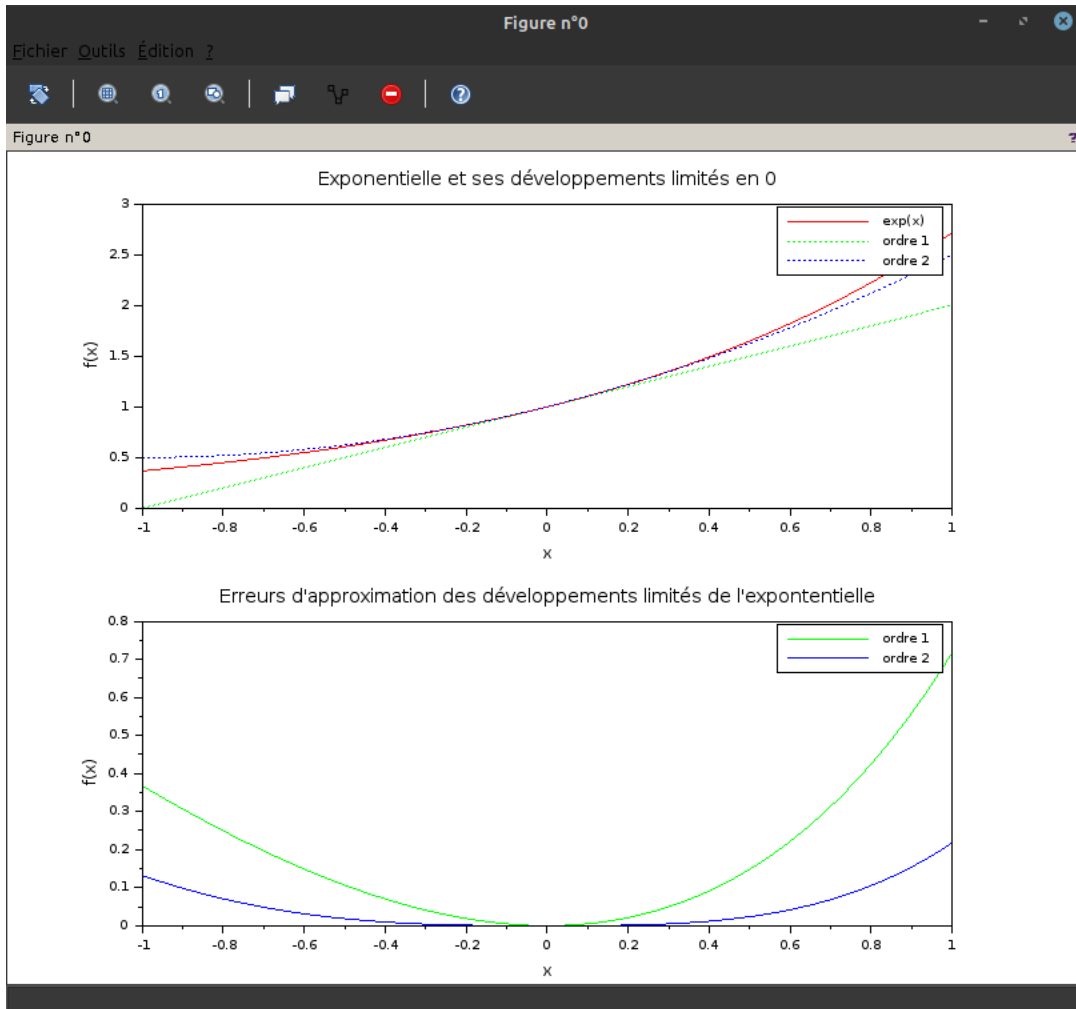 Figure n°0
Fichier Outils Édition ?
Figure n°0
?
Exponentielle et ses développements limités en 0
exp(x)
ordre 1
ordre 2
3
2.5
2
1.5
1
0.5
0
f(x)
-1 -0.8 -0.6 -0.4 -0.2 0 0.2 0.4 0.6 0.8 1
x
Erreurs d'approximation des développements limités de l'expontentielle
ordre 1
ordre 2
0.8
0.7
0.6
0.5
0.4
0.3
0.2
0.1
0
f(x)
-1 -0.8 -0.6 -0.4 -0.2 0 0.2 0.4 0.6 0.8 1
x